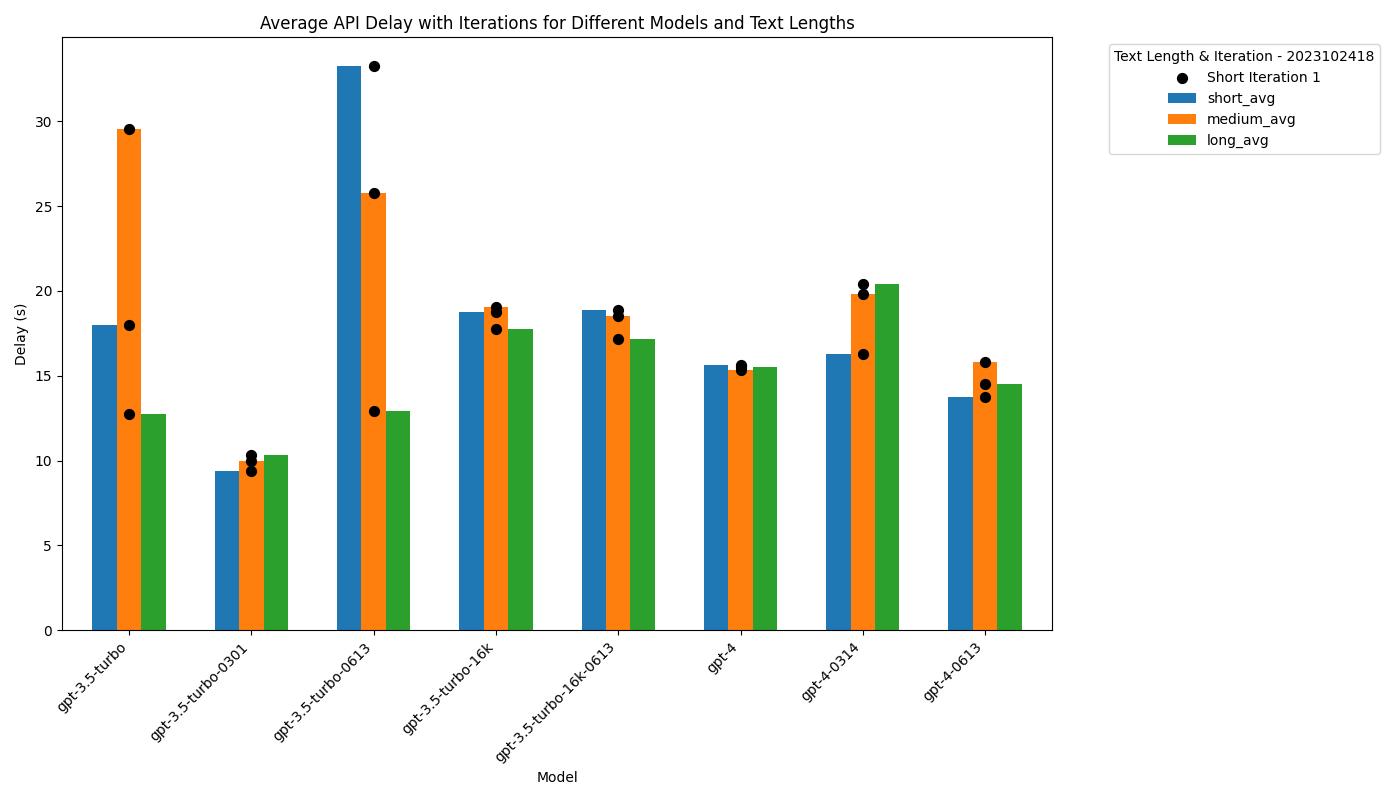 Average API Delay with Iterations for Different Models and Text Lengths
Text Length & Iteration - 2023102418
Short Iteration 1
short_avg
medium_avg
long_avg
Delay (s)
30
25
20
15
10
5
0
gpt-3.5-turbo
gpt-3.5-turbo-0301
gpt-3.5-turbo-0613
gpt-3.5-turbo-16k
gpt-3.5-turbo-16k-0613
gpt-4
gpt-4-0314
gpt-4-0613
Model